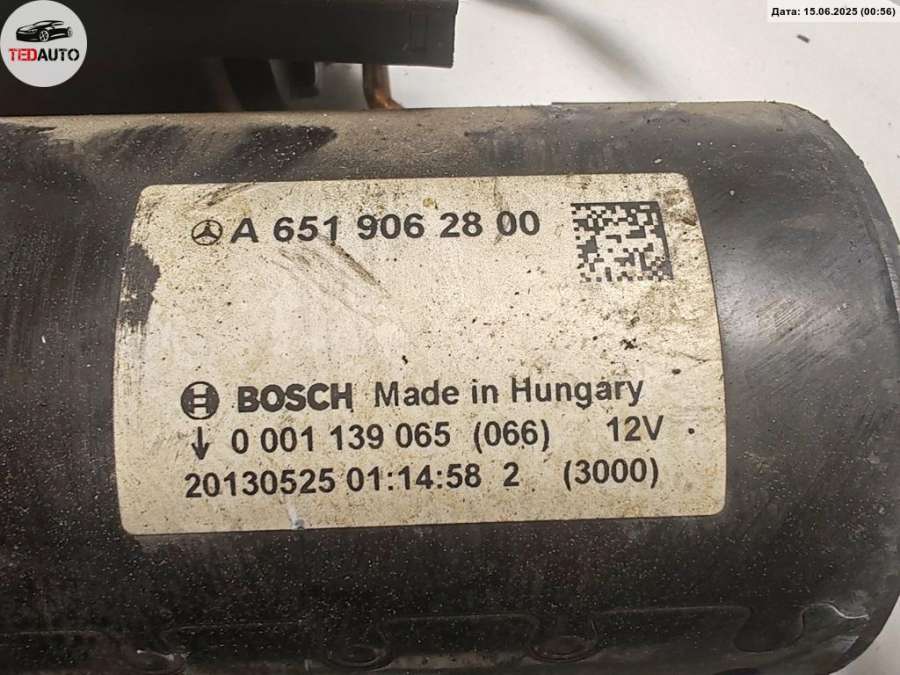 Дата: 15.06.2025 (00:56)
TEDAUTO
A 651 906 28 00
BOSCH Made in Hungary
0 001 139 065 (066) 12V
20130525 01:14:58 2 (3000)